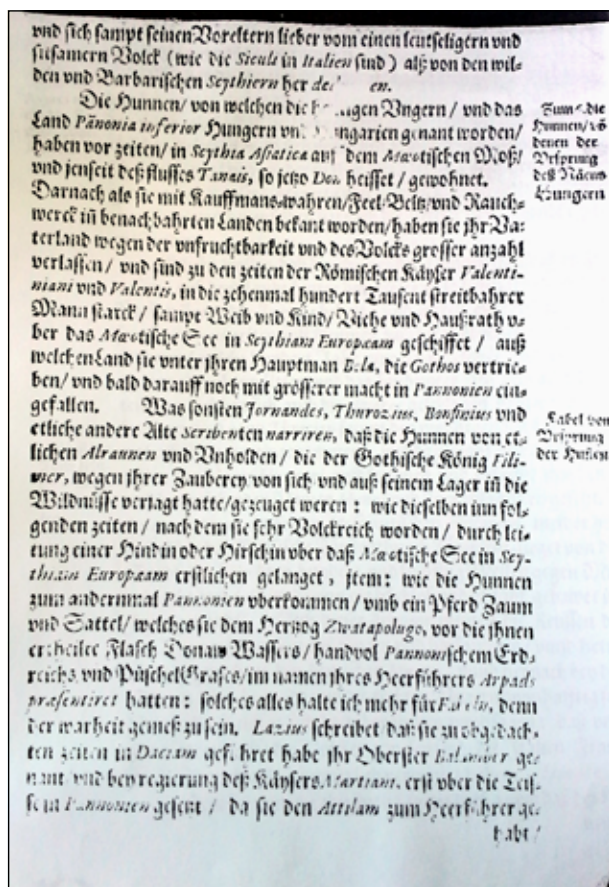 vnd sich sampt seinen Voreltern lieber vom einen leutseligern vnd
sitsamern Volck (wie die Siculi in Italien sind) alß von den wil⸗
den vnd Barbarischen Scythiern her
Die Hunnen/ von welchen die Vngern/ vnd das
Land Pannonia inferior Hungern genant worden/
haben vor zeiten/ in Scythia Asiatica auß dem Mæotischen Moß/
vnd jenseit deß flusses Tanais, so jetzo Don heisset/ gewohnet.
Darnach als sie mit Kauffmans wahren/Feel/Beltz/vnd Rauch⸗
werck in benachbahrten Landen bekant worden/haben sie jhr Va⸗
terland wegen der vnfruchtbarkeit vnd des Volcks grosser anzahl
verlassen/ vnd sind zu den zeiten der Römischen Käyser Valenti⸗
niani vnd Valentis, in die zehenmal hundert Tausent streitbahrer
Mann starck/ sampt Weib vnd Kind/ Viehe vnd Haußrath v⸗
ber das Mæotische See in Scythiam Europæam geschiffet/ auß
welchen Land sie vnter jhren Hauptman Bela, die Gothos vertrie⸗
ben/ vnd bald darauff noch mit grösserer macht in Pannonien ein⸗
gefallen. Was sonsten Jornandes, Thurozius, Bonfinius vnd
etliche andere Alte Scribenten narriren, daß die Hunnen von et⸗
lichen Alraunen vnd Vnholden/ die der Gothische König Fili⸗
mer, wegen jhrer Zauberey von sich vnd auß seinem Lager in die
Wildnüsse veriagt hatte/gezeuget weren: wie dieselben inn fol⸗
genden zeiten/ nach dem sie sehr Volckreich worden/ durch lei⸗
tung einer Hindin oder Hirschin vber daß Mæotische See in Scy⸗
thiam Europæam erstlichen gelanget, jtem: wie die Hunnen
zum andernmal Pannonien vberkommen/ vmb ein Pferd Zaum
vnd Sattel/ welches sie dem Hertzog Zwatapolugo, vor die jhnen
ertheilte Flasch Donaw Wassers/ handvol Pannonischem Erd⸗
reichs vnd Püschel Grases/im namen jhres Heerführers Arpads
præsentiret hatten: solches alles halte ich mehr für Fabeln, denn
der warheit gemeß zu sein. Lazius schreibet daß sie zu obgedach⸗
ten zeiten in Daciam habe jhr Oberster Balamber ge⸗
nant vnd bey regierung deß Käysers Martiani, erst vber die Teis⸗
se in Pannonien gesetzt/ da sie den Attilam zum Heerführer ge⸗
habt/
Hunnen/vō
denen der
Vrsprung
deß Namens
Hungern
Fabel von
Vrsprung
der Huñen